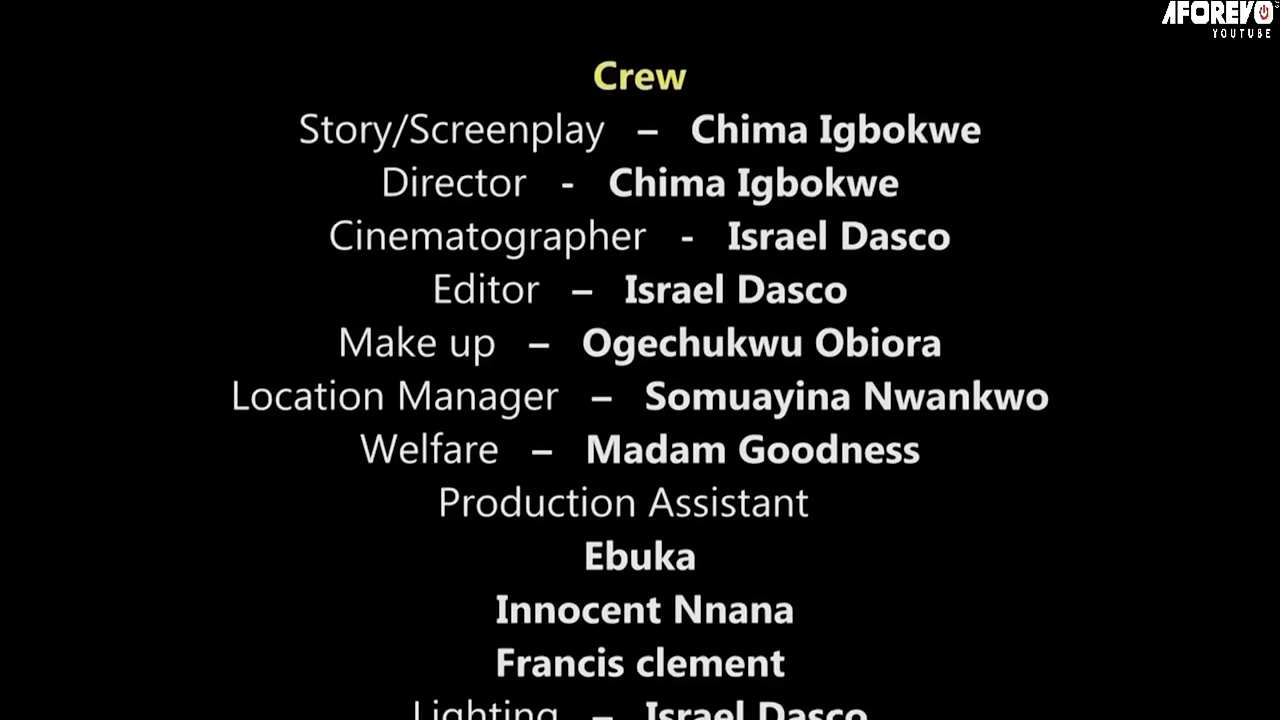 AFOREVO
YOUTUBE
Crew
Story/Screenplay – Chima Igbokwe
Director - Chima Igbokwe
Cinematographer - Israel Dasco
Editor – Israel Dasco
Make up – Ogechukwu Obiora
Location Manager – Somuayina Nwankwo
Welfare – Madam Goodness
Production Assistant
Ebuka
Innocent Nnana
Francis clement
Lighting – Israel Dasco